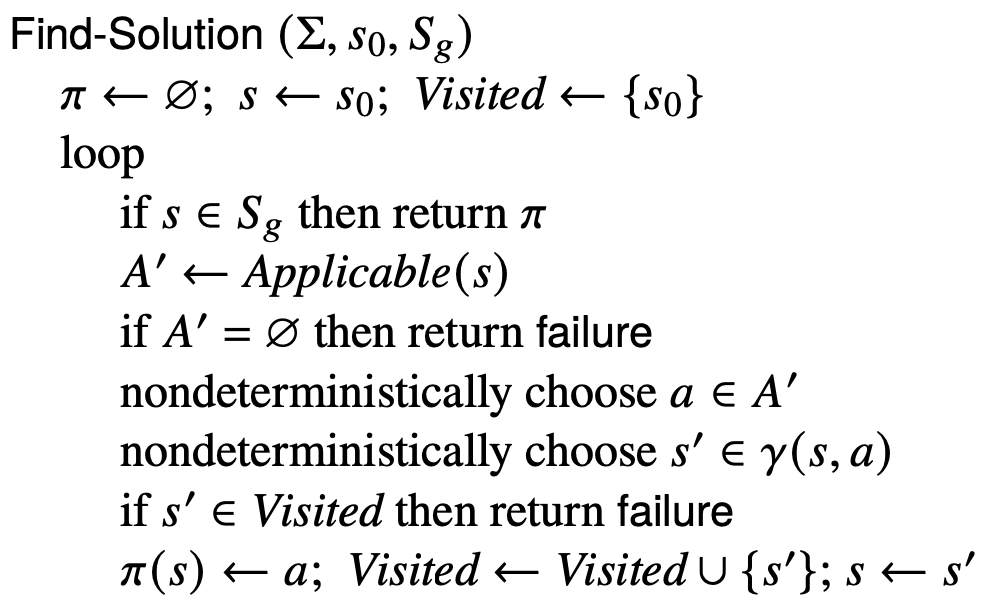 Find-Solution (Σ, s₀, S_g)
π ← ∅; s ← s₀; Visited ← {s₀}
loop
if s ∈ S_g then return π
A′ ← Applicable(s)
if A′ = ∅ then return failure
nondeterministically choose a ∈ A′
nondeterministically choose s′ ∈ γ(s, a)
if s′ ∈ Visited then return failure
π(s) ← a; Visited ← Visited ∪ {s′}; s ← s′